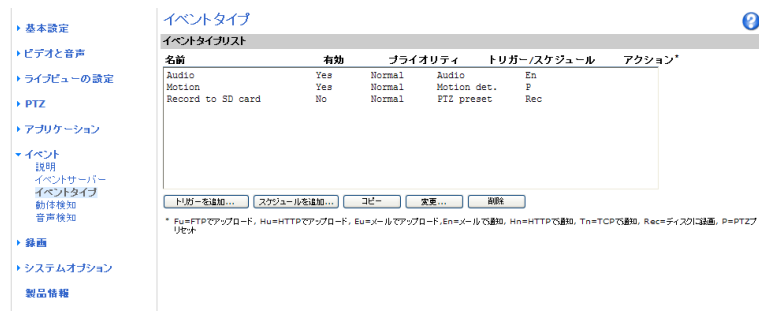 基本設定
ビデオと音声
ライブビューの設定
PTZ
アプリケーション
イベント
説明
イベントサーバー
イベントタイプ
動体検知
音声検知
録画
システムオプション
製品情報
イベントタイプ
?
イベントタイプリスト
名前 有効 プライオリティ トリガー/スケジュール アクション*
Audio Yes Normal Audio En
Motion Yes Normal Motion det. P
Record to SD card No Normal PTZ preset Rec
トリガーを追加... スケジュールを追加... コピー 変更... 削除
* Fu=FTPでアップロード, Hu=HTTPでアップロード, Eu=メールでアップロード,En=メールで通知, Hn=HTTPで通知, Tn=TCPで通知, Rec=ディスクに録画, P=PTZプ
リセット